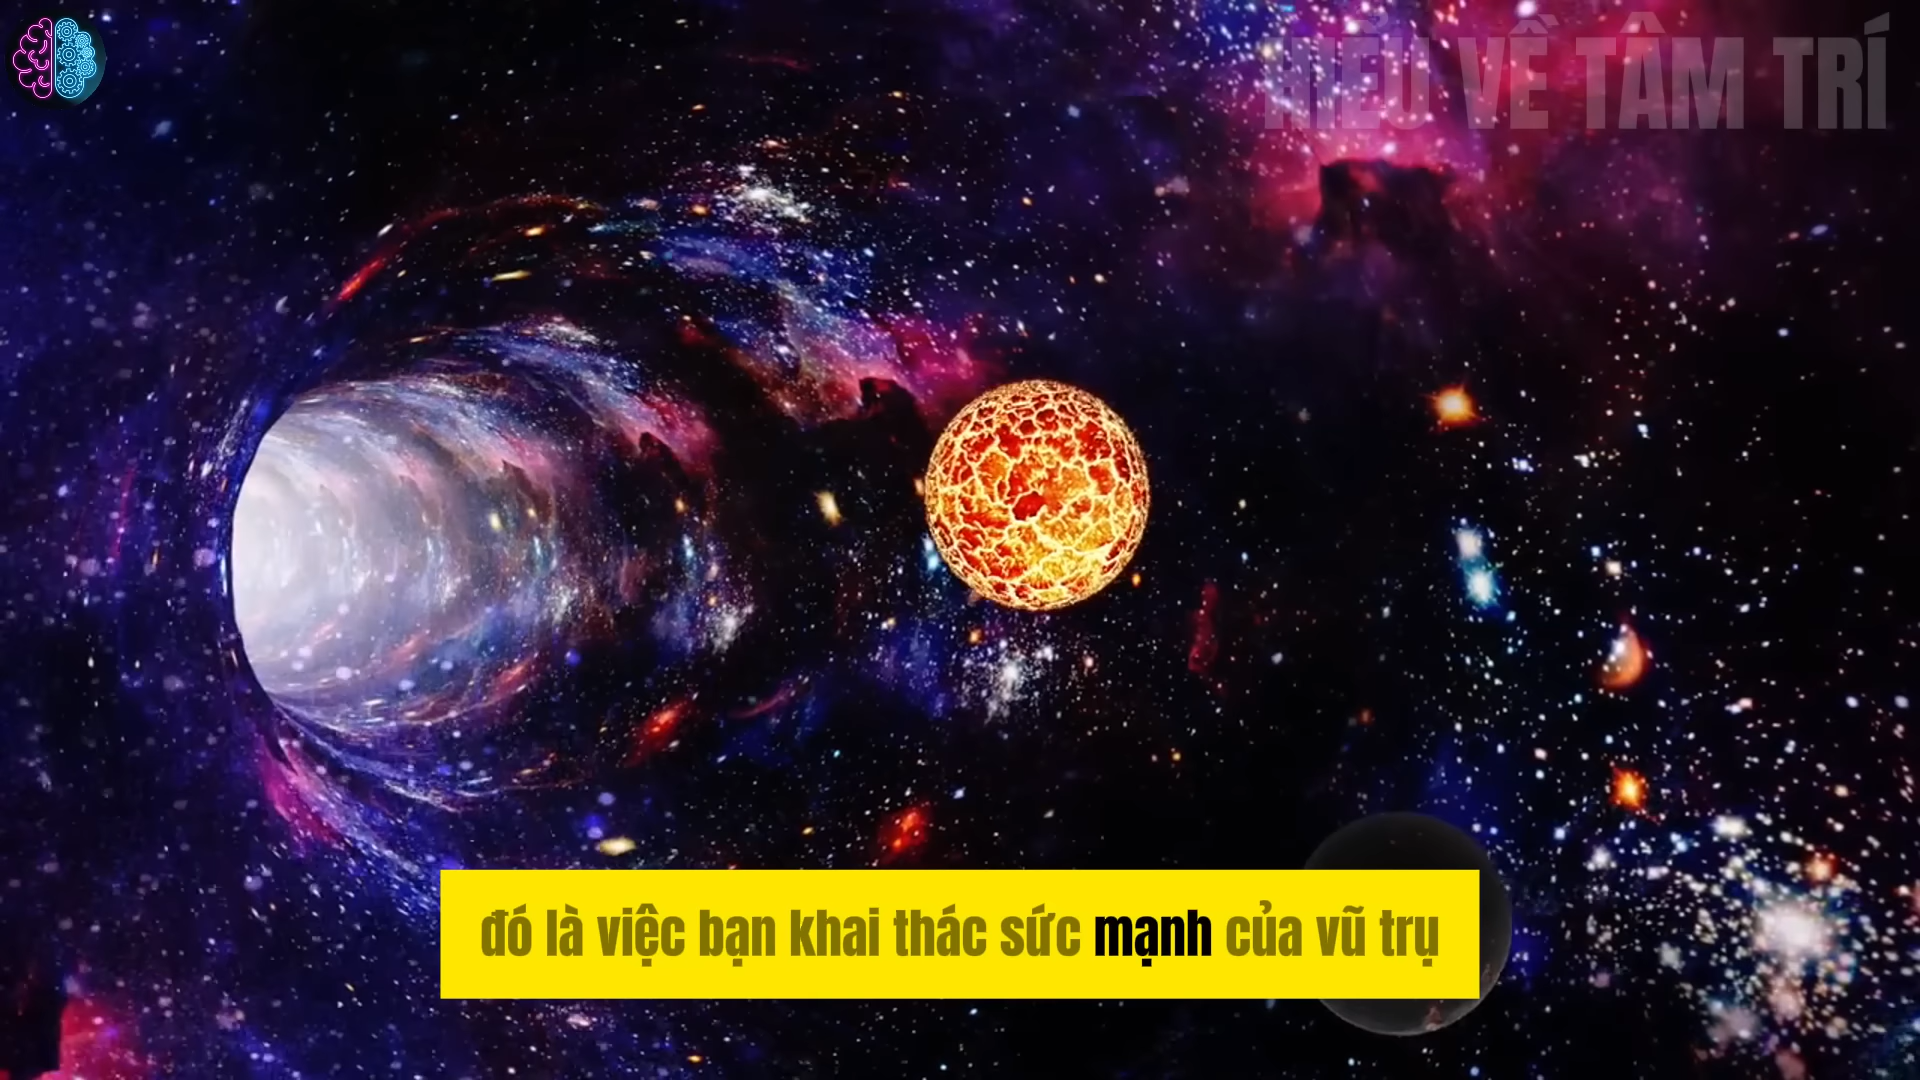 HIỂU VỀ TÂM TRÍ
đó là việc bạn khai thác sức mạnh của vũ trụ